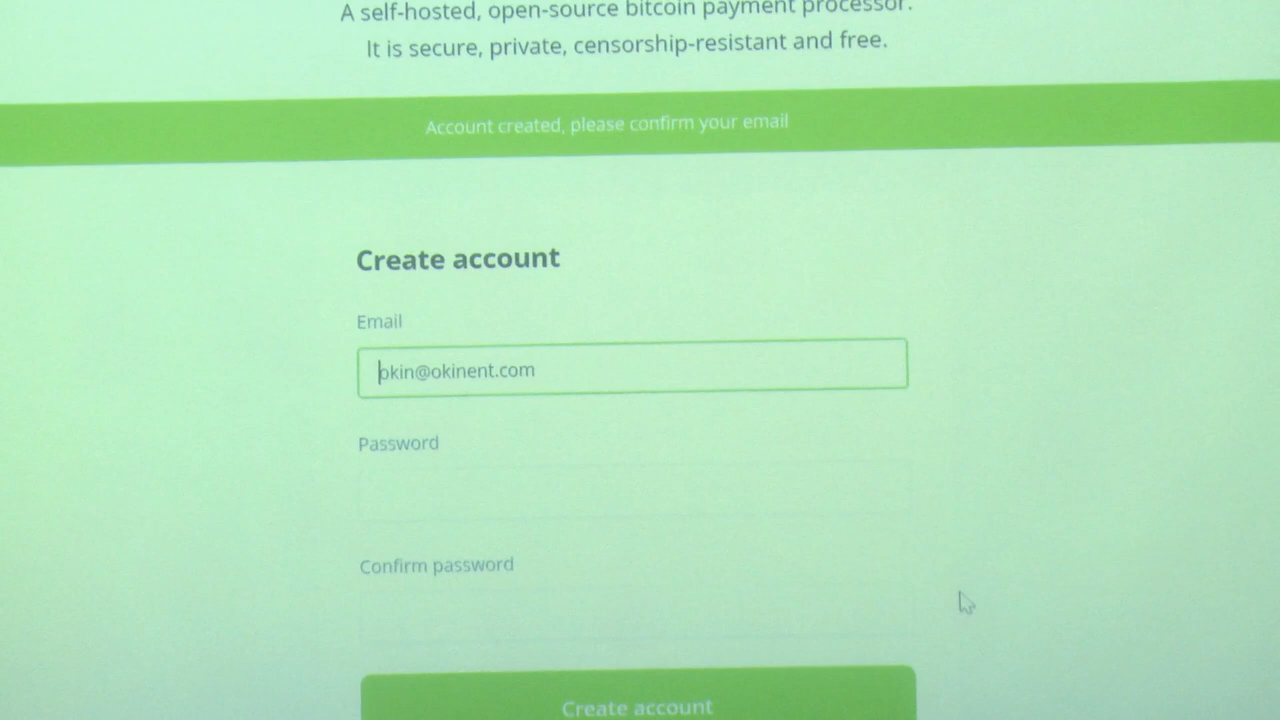 A self-hosted, open-source bitcoin payment processor.
It is secure, private, censorship-resistant and free.
Account created, please confirm your email
Create account
Email
okin@okinent.com
Password
Confirm password
Create account